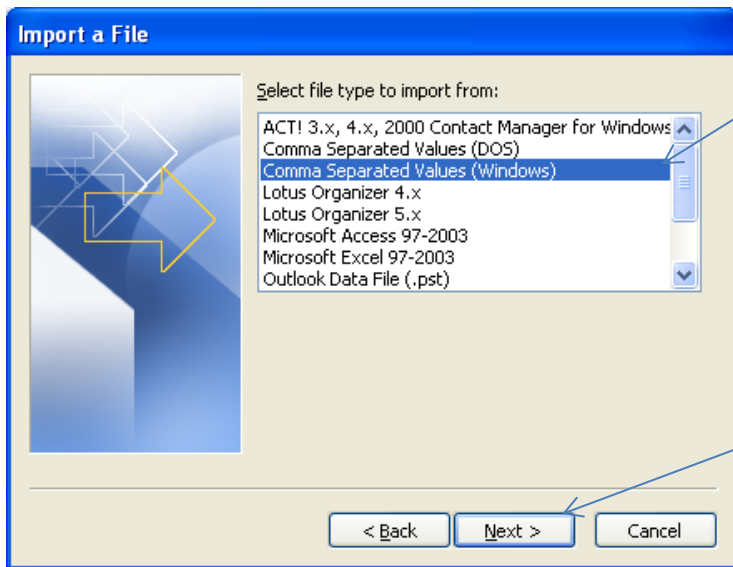 Import a File
Select file type to import from:
ACT! 3.x, 4.x, 2000 Contact Manager for Windows
Comma Separated Values (DOS)
Comma Separated Values (Windows)
Lotus Organizer 4.x
Lotus Organizer 5.x
Microsoft Access 97-2003
Microsoft Excel 97-2003
Outlook Data File (.pst)
< Back Next > Cancel